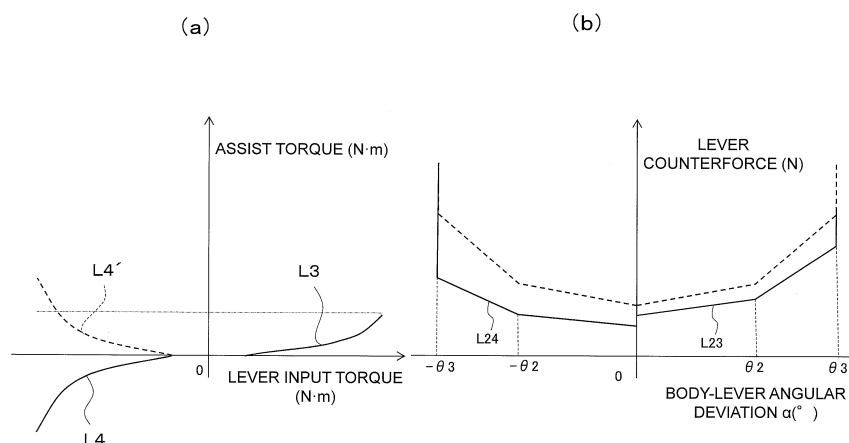 (a)
(b)
ASSIST TORQUE (N·m)
L4´
L3
0
LEVER INPUT TORQUE
(N·m)
L4
LEVER
COUNTERFORCE (N)
L24
L23
-θ3
-θ2
0
θ2
θ3
BODY-LEVER ANGULAR
DEVIATION α(°)